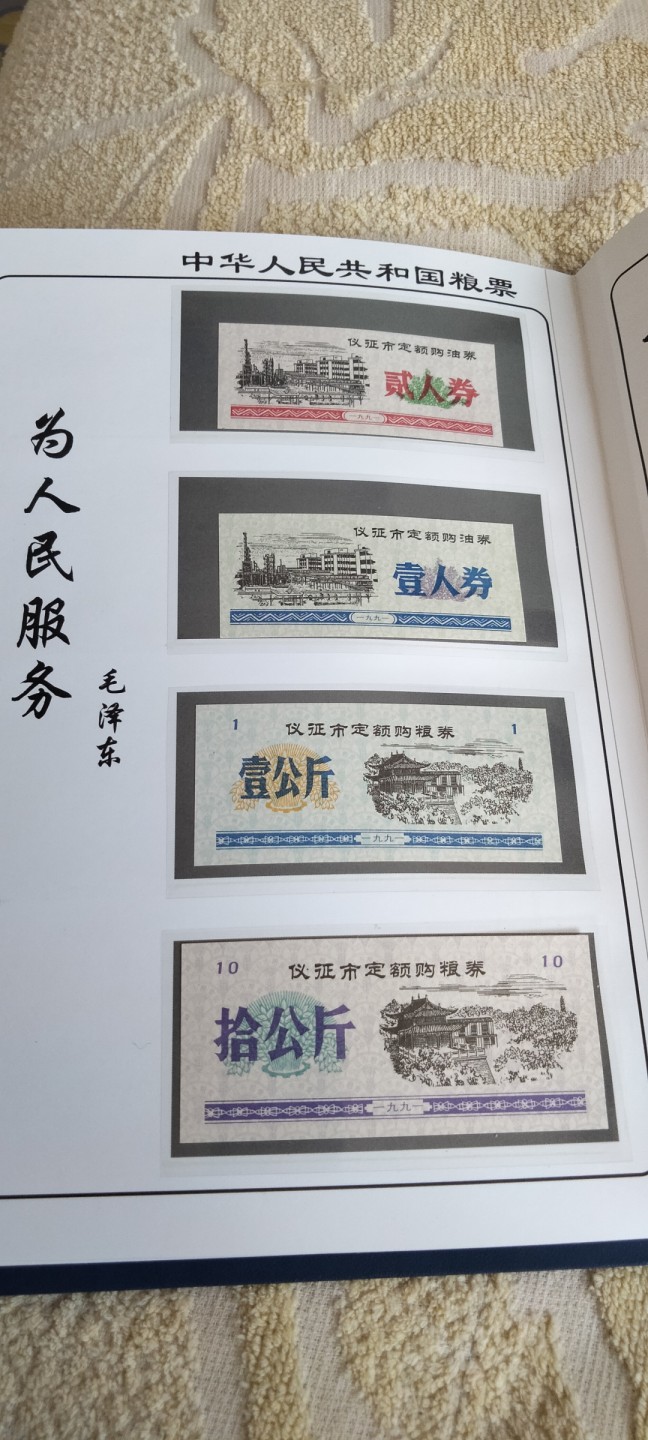 中华人民共和国粮票
为人民服务
毛泽东
仪征市定额购油券
贰人券
一九九一
仪征市定额购油券
壹人券
一九九一
1
仪征市定额购粮券
1
壹公斤
一九九一
10
仪征市定额购粮券
10
拾公斤
一九九一